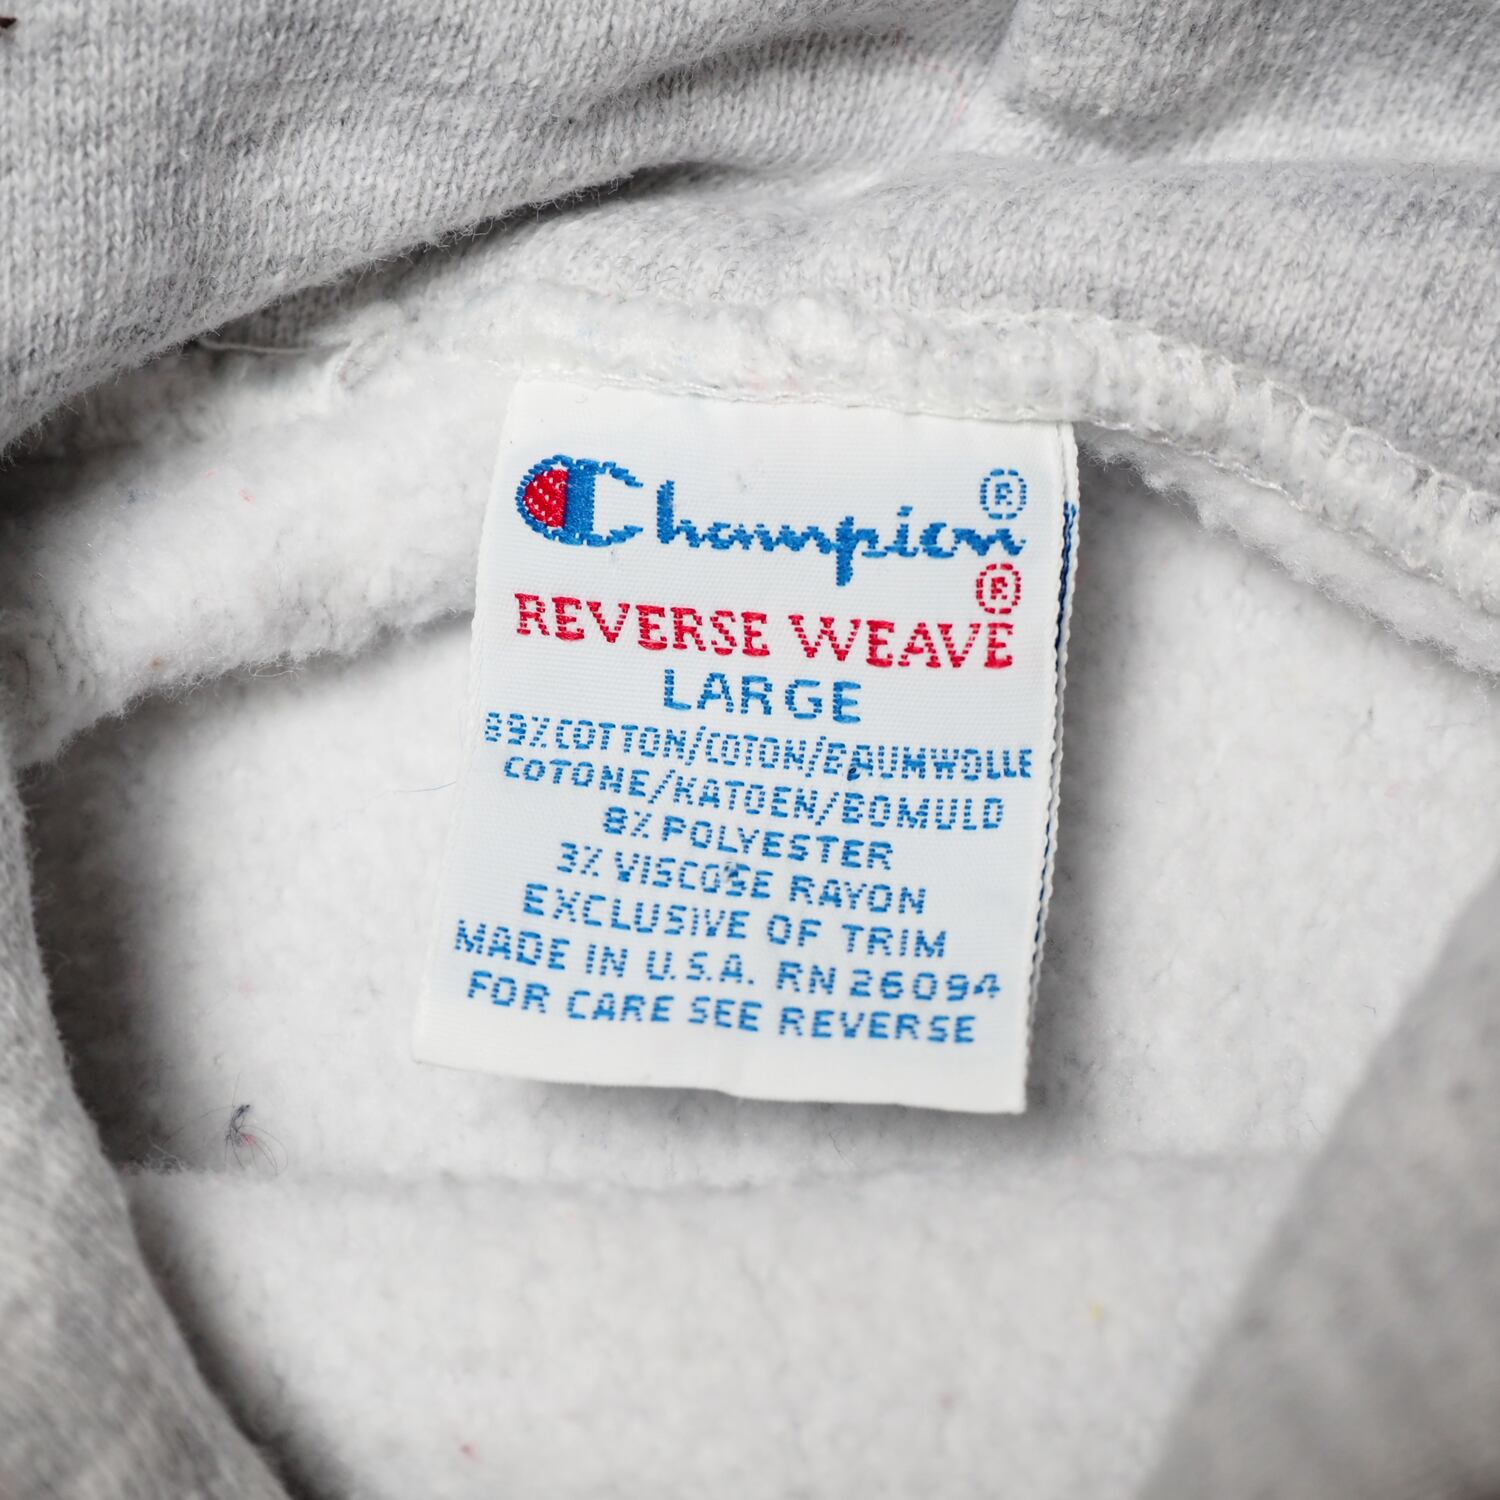 Champion®
REVERSE WEAVE®
LARGE
89% COTTON/COTON/BAUMWOLLE
COTONE/KATOEN/BOMULD
8% POLYESTER
3% VISCOSE RAYON
EXCLUSIVE OF TRIM
MADE IN U.S.A. RN 26094
FOR CARE SEE REVERSE